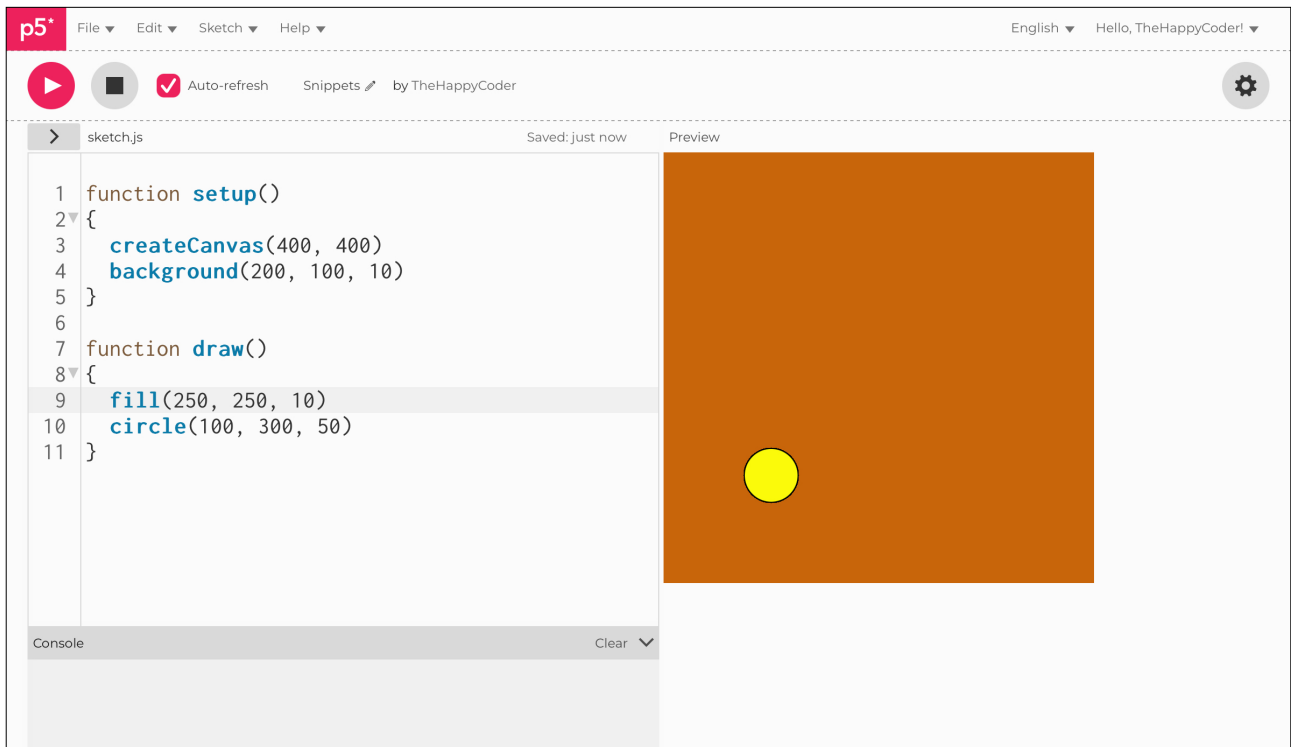 p5* File Edit Sketch Help English Hello, TheHappyCoder!
Auto-refresh Snippets by TheHappyCoder
sketch.js Saved: just now Preview
1 function setup()
2 {
3 createCanvas(400, 400)
4 background(200, 100, 10)
5 }
6
7 function draw()
8 {
9 fill(250, 250, 10)
10 circle(100, 300, 50)
11 }
Console Clear